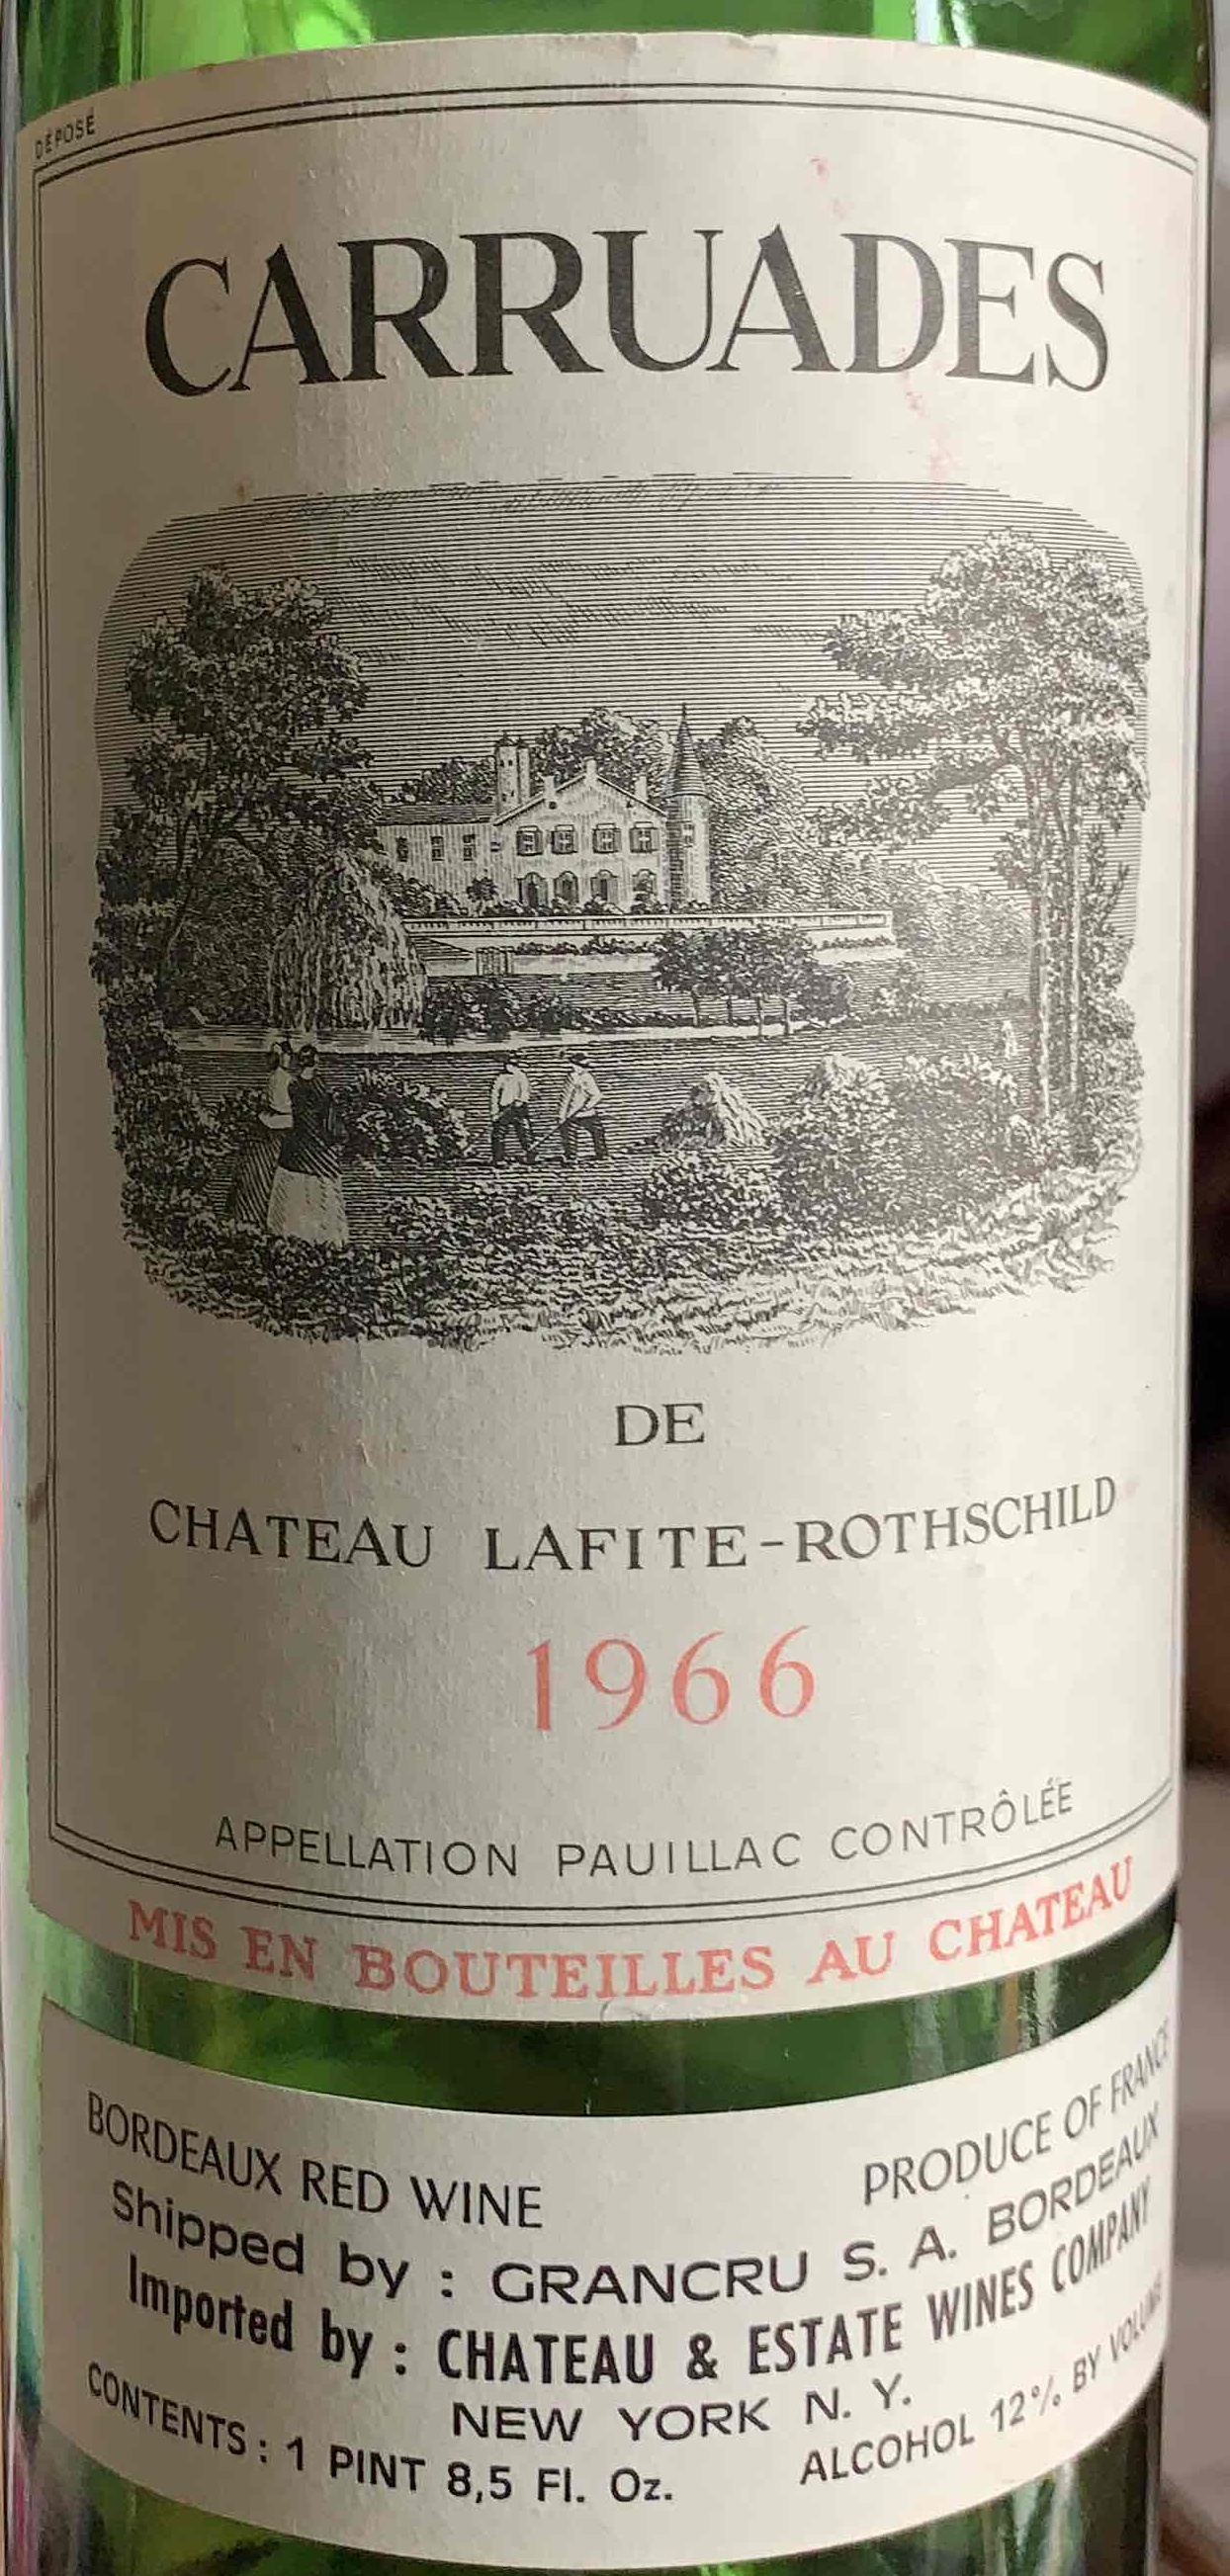 DÉPOSÉ
CARRUADES
DE
CHATEAU LAFITE-ROTHSCHILD
1966
APPELLATION PAUILLAC CONTRÔLÉE
MIS EN BOUTEILLES AU CHATEAU
BORDEAUX RED WINE PRODUCE OF FRANCE
Shipped by : GRANCRU S. A. BORDEAUX
Imported by : CHATEAU & ESTATE WINES COMPANY
NEW YORK N. Y.
CONTENTS : 1 PINT 8,5 Fl. Oz. ALCOHOL 12% BY VOLUME